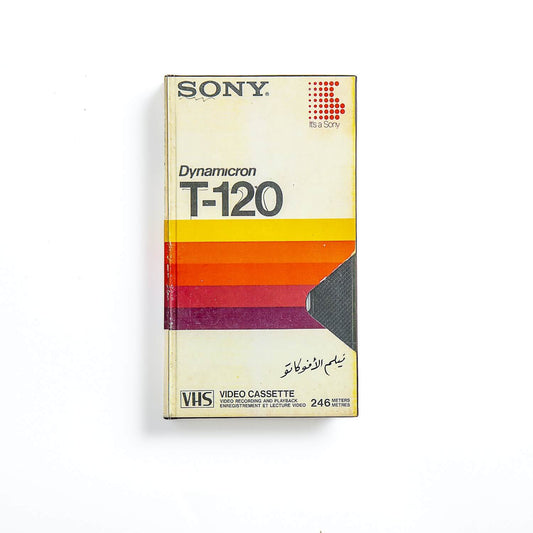 SONY®
It's a Sony
Dynamicron
T-120
فيلم الأفوكاتو
VHS VIDEO CASSETTE
VIDEO RECORDING AND PLAYBACK
ENREGISTREMENT ET LECTURE VIDEO
246 METERS
METRES